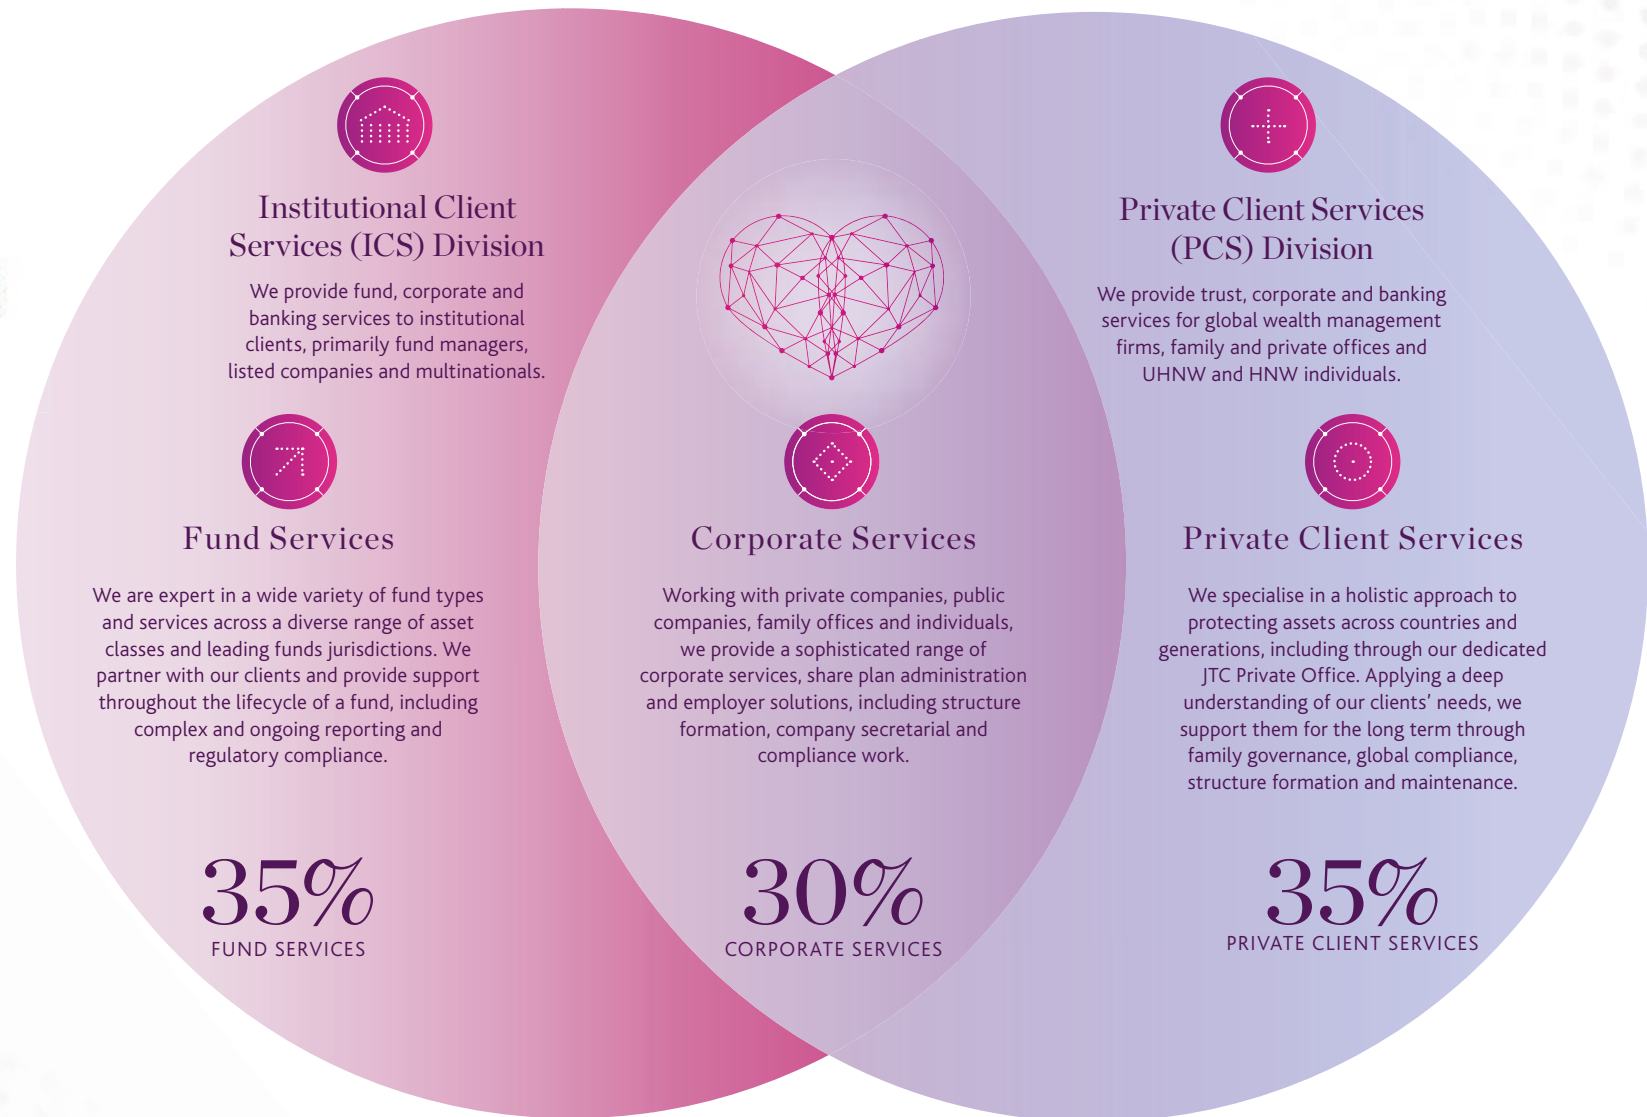 Institutional Client
Services (ICS) Division
We provide fund, corporate and
banking services to institutional
clients, primarily fund managers,
listed companies and multinationals.
Private Client Services
(PCS) Division
We provide trust, corporate and banking
services for global wealth management
firms, family and private offices and
UHNW and HNW individuals.
Fund Services
We are expert in a wide variety of fund types
and services across a diverse range of asset
classes and leading funds jurisdictions. We
partner with our clients and provide support
throughout the lifecycle of a fund, including
complex and ongoing reporting and
regulatory compliance.
35%
FUND SERVICES
Corporate Services
Working with private companies, public
companies, family offices and individuals,
we provide a sophisticated range of
corporate services, share plan administration
and employer solutions, including structure
formation, company secretarial and
compliance work.
30%
CORPORATE SERVICES
Private Client Services
We specialise in a holistic approach to
protecting assets across countries and
generations, including through our dedicated
JTC Private Office. Applying a deep
understanding of our clients’ needs, we
support them for the long term through
family governance, global compliance,
structure formation and maintenance.
35%
PRIVATE CLIENT SERVICES